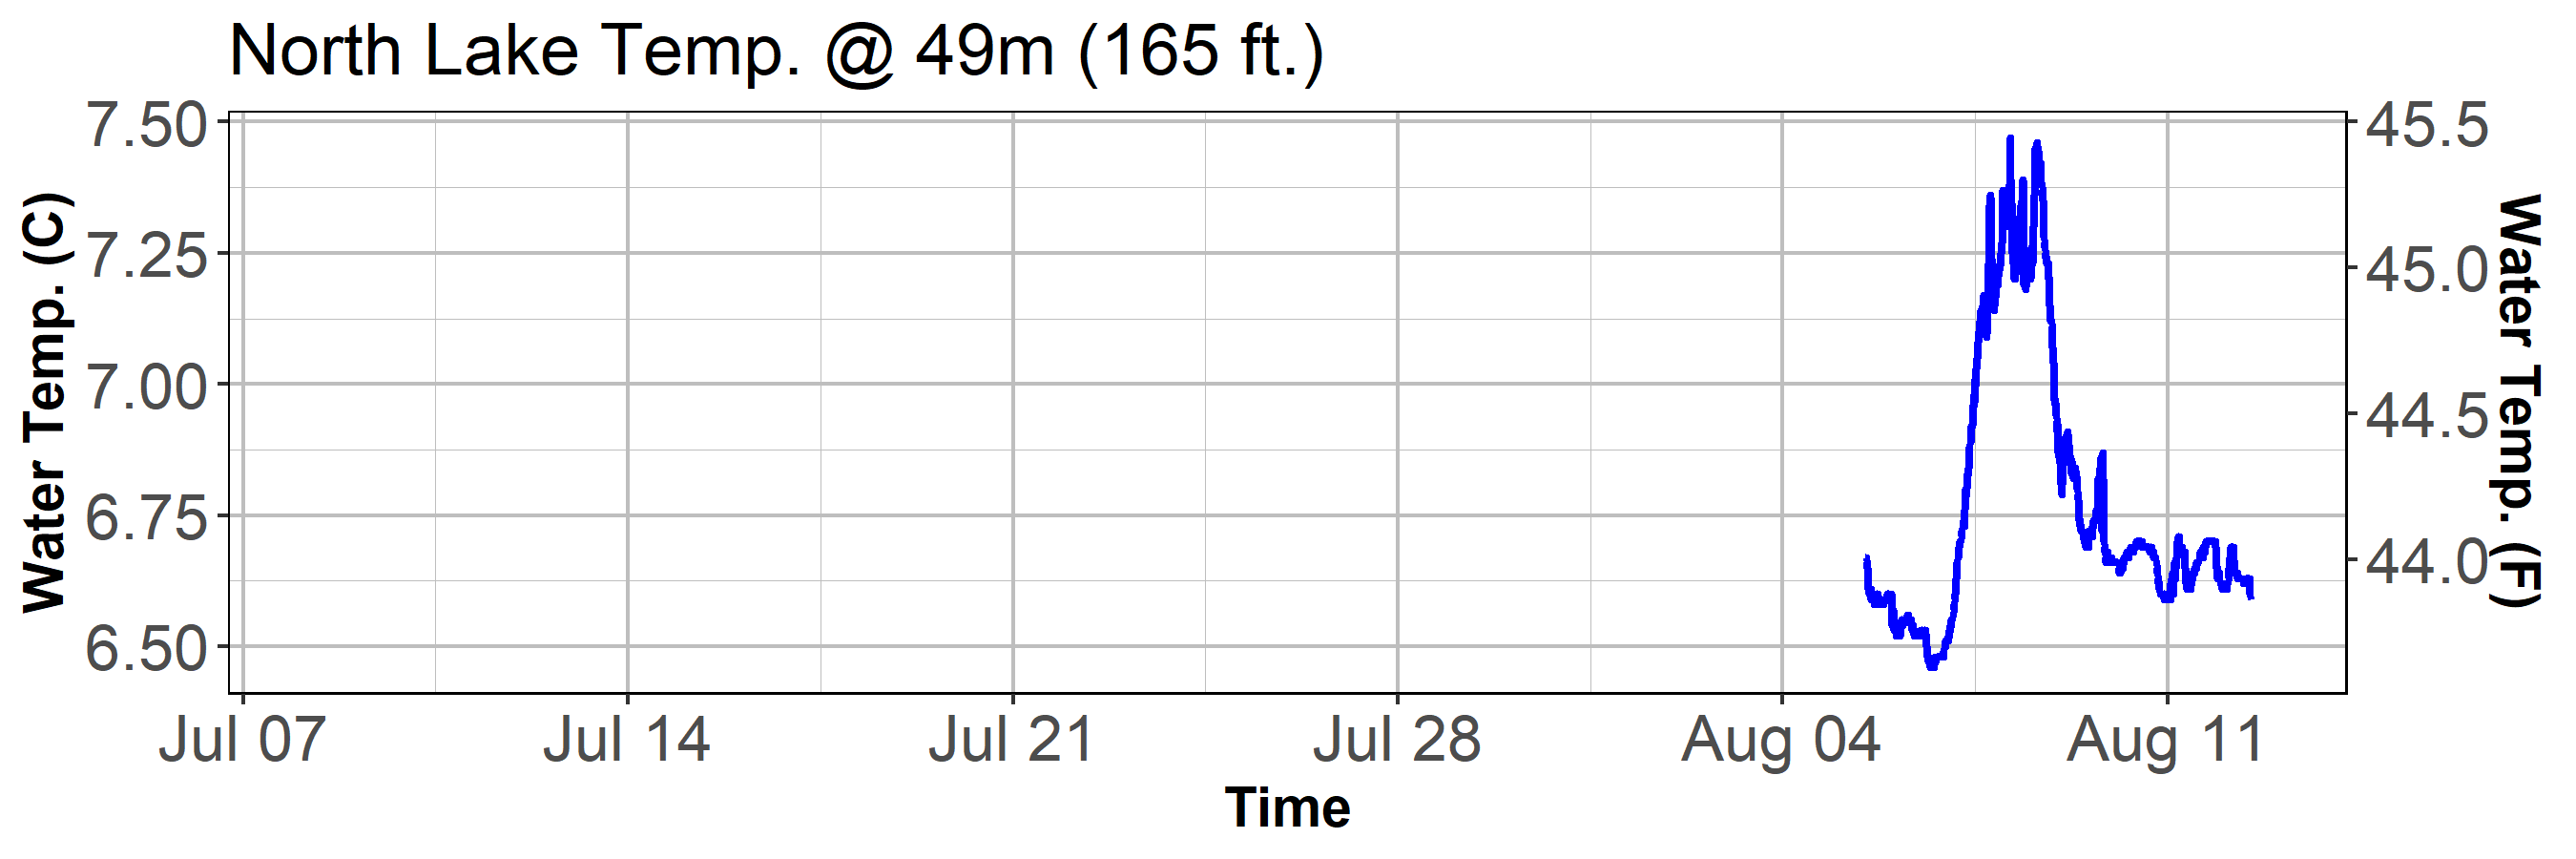 North Lake Temp. @ 49m (165 ft.)
Water Temp. (C)
7.50
7.25
7.00
6.75
6.50
45.5
45.0
44.5
44.0
Water Temp. (F)
Jul 07 Jul 14 Jul 21 Jul 28 Aug 04 Aug 11
Time